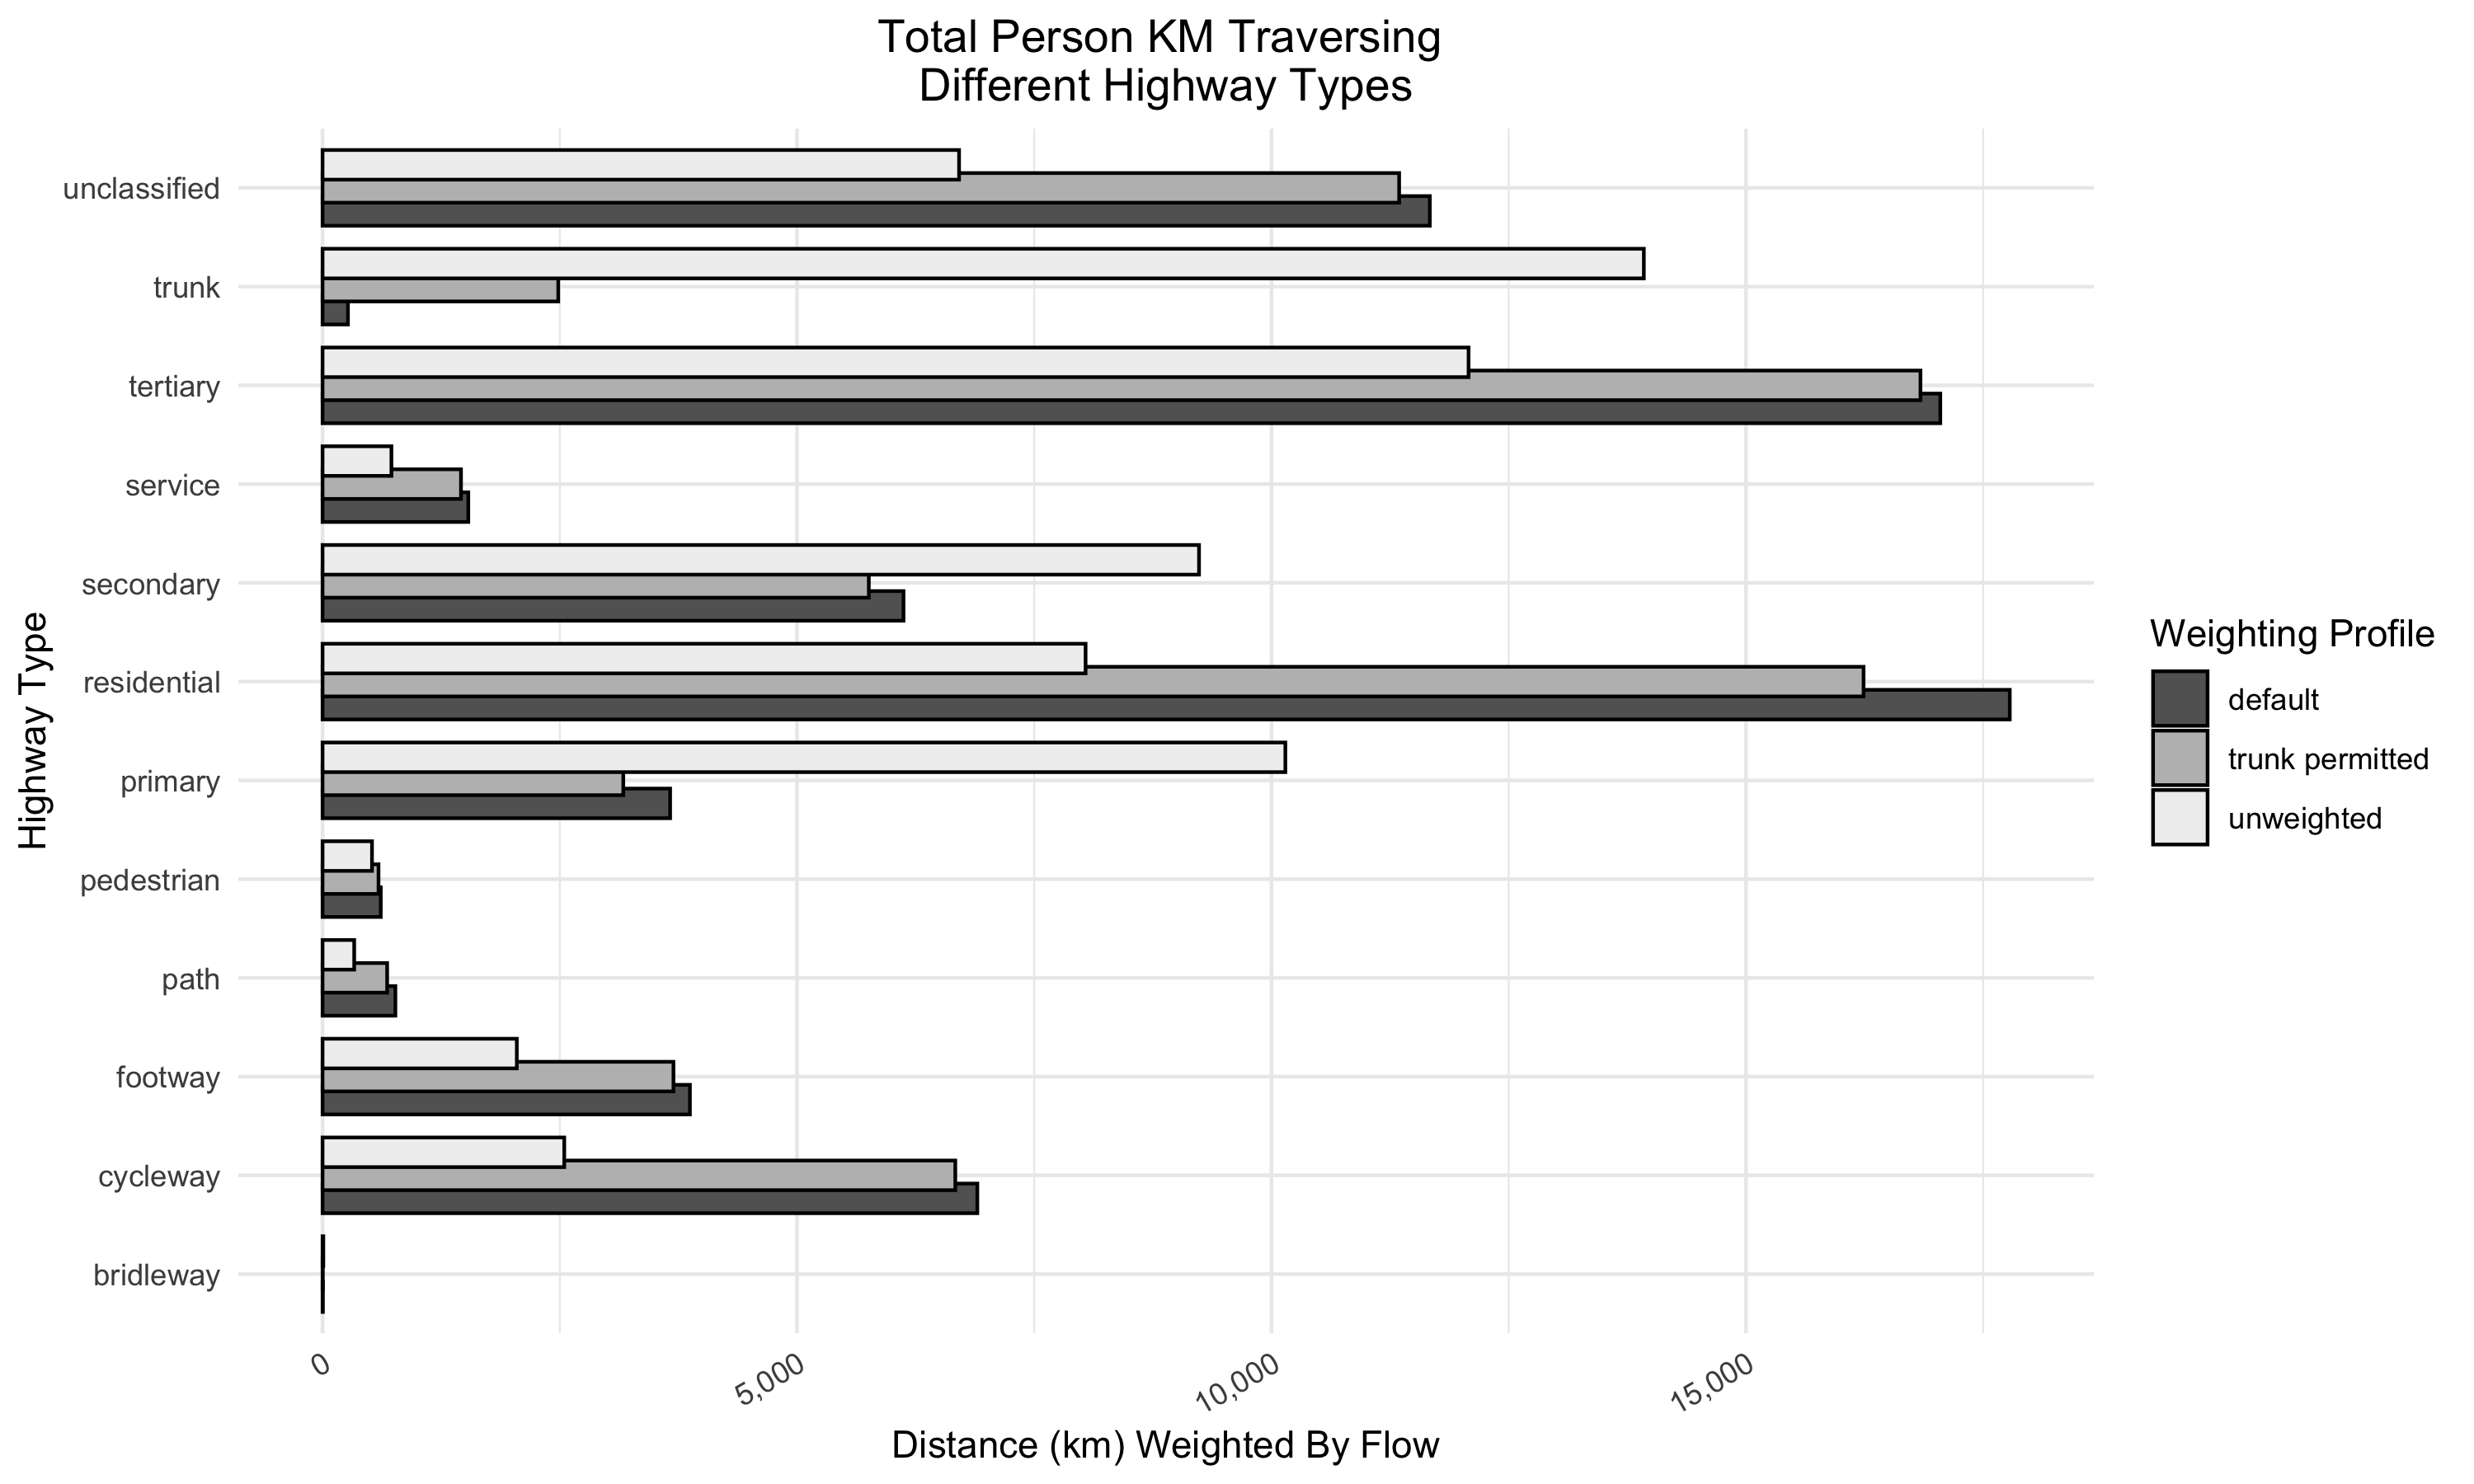 Total Person KM Traversing
Different Highway Types
Highway Type
unclassified
trunk
tertiary
service
secondary
residential
primary
pedestrian
path
footway
cycleway
bridleway
0
5,000
10,000
15,000
Distance (km) Weighted By Flow
Weighting Profile
default
trunk permitted
unweighted